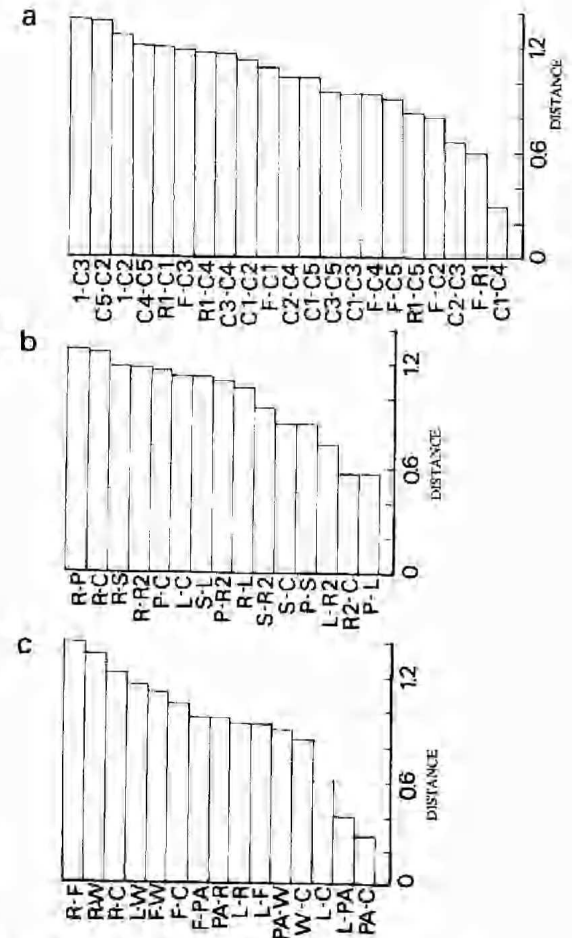 a
1.2
0.6
0
DISTANCE
1-C3
C5-C2
1-C2
C4-C5
R1-C1
F-C3
R1-C4
C3-C4
C1-C2
F-C1
C2-C4
C1-C5
C3-C5
C1-C3
F-C4
F-C5
R1-C5
F-C2
C2-C3
F-R1
C1-C4
b
1.2
0.6
0
DISTANCE
R-P
R-C
R-S
R-R2
P-C
L-C
S-L
P-R2
R-L
S-R2
S-C
P-S
L-R2
R2-C
P-L
c
1.2
0.6
0
DISTANCE
R-F
RW
R-C
L-W
F-W
F-C
F-PA
PA-R
L-R
L-F
PA-W
W-C
L-C
L-PA
PA-C